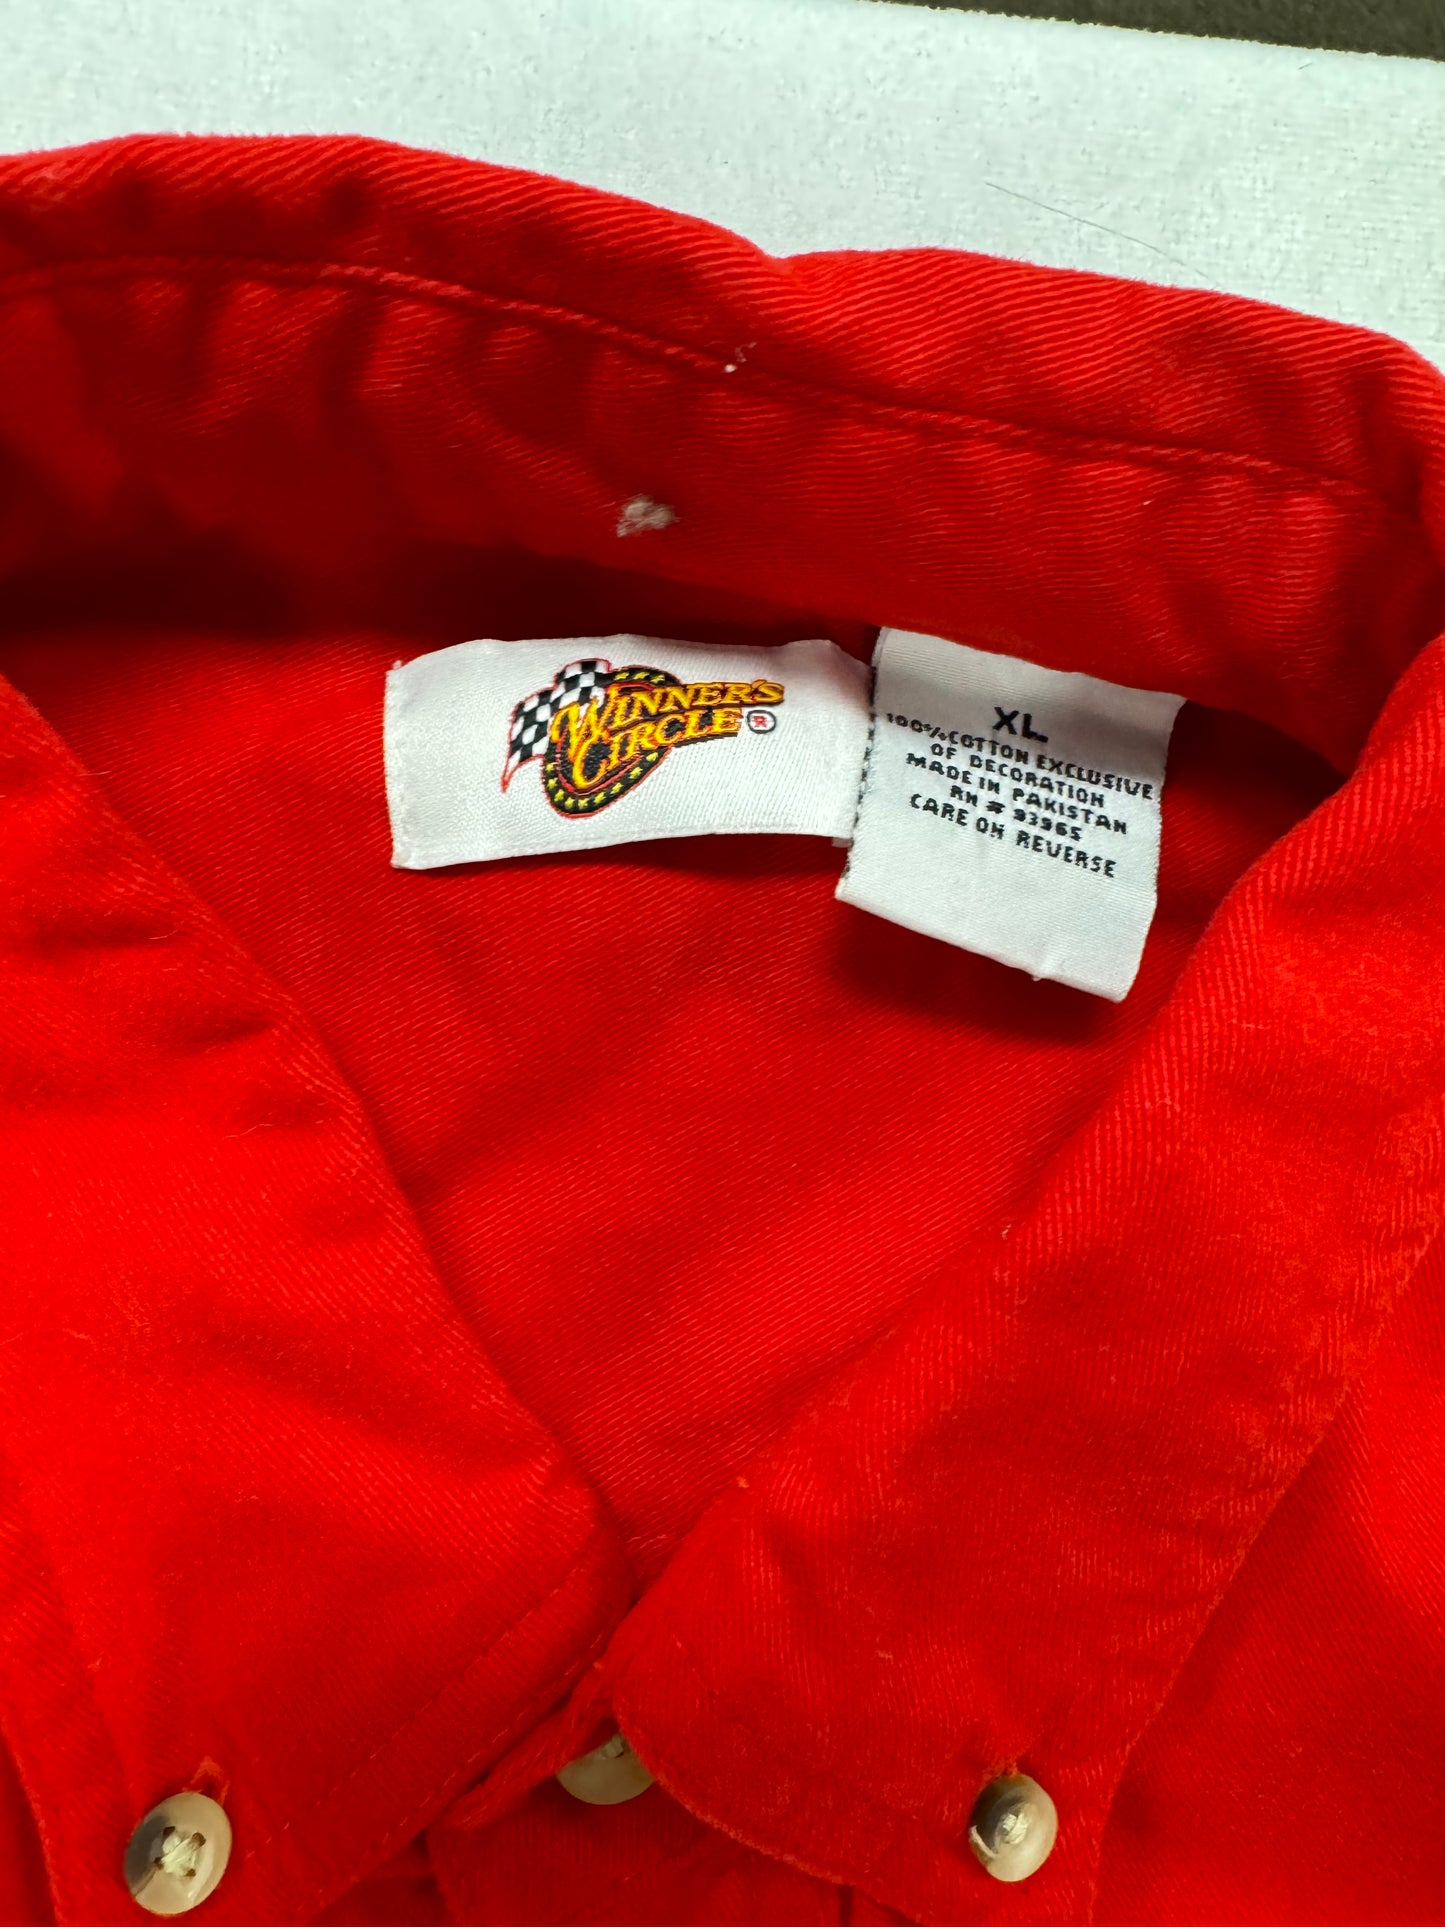 WINNER'S
CIRCLE ®
XL
100% COTTON EXCLUSIVE
OF DECORATION
MADE IN PAKISTAN
RN # 93965
CARE ON REVERSE